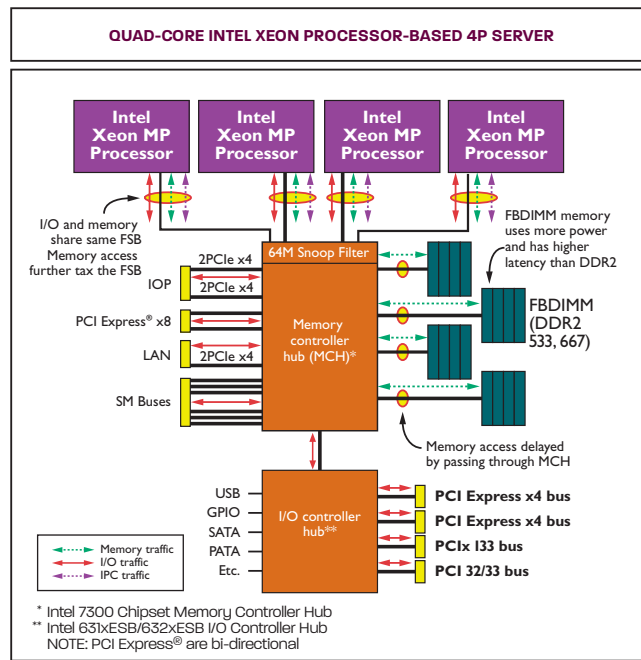 QUAD-CORE INTEL XEON PROCESSOR-BASED 4P SERVER
Intel
Xeon MP
Processor
Intel
Xeon MP
Processor
Intel
Xeon MP
Processor
Intel
Xeon MP
Processor
I/O and memory
share same FSB
Memory access
further tax the FSB
FBDIMM memory
uses more power
and has higher
latency than DDR2
64M Snoop Filter
2PCIe x4
IOP
2PCIe x4
PCI Express® x8
LAN
2PCIe x4
SM Buses
Memory
controller
hub (MCH)*
FBDIMM
(DDR2
533, 667)
Memory access delayed
by passing through MCH
USB
GPIO
SATA
PATA
Etc.
I/O controller
hub**
PCI Express x4 bus
PCI Express x4 bus
PCIx 133 bus
PCI 32/33 bus
Memory traffic
I/O traffic
IPC traffic
* Intel 7300 Chipset Memory Controller Hub
** Intel 631xESB/632xESB I/O Controller Hub
NOTE: PCI Express® are bi-directional